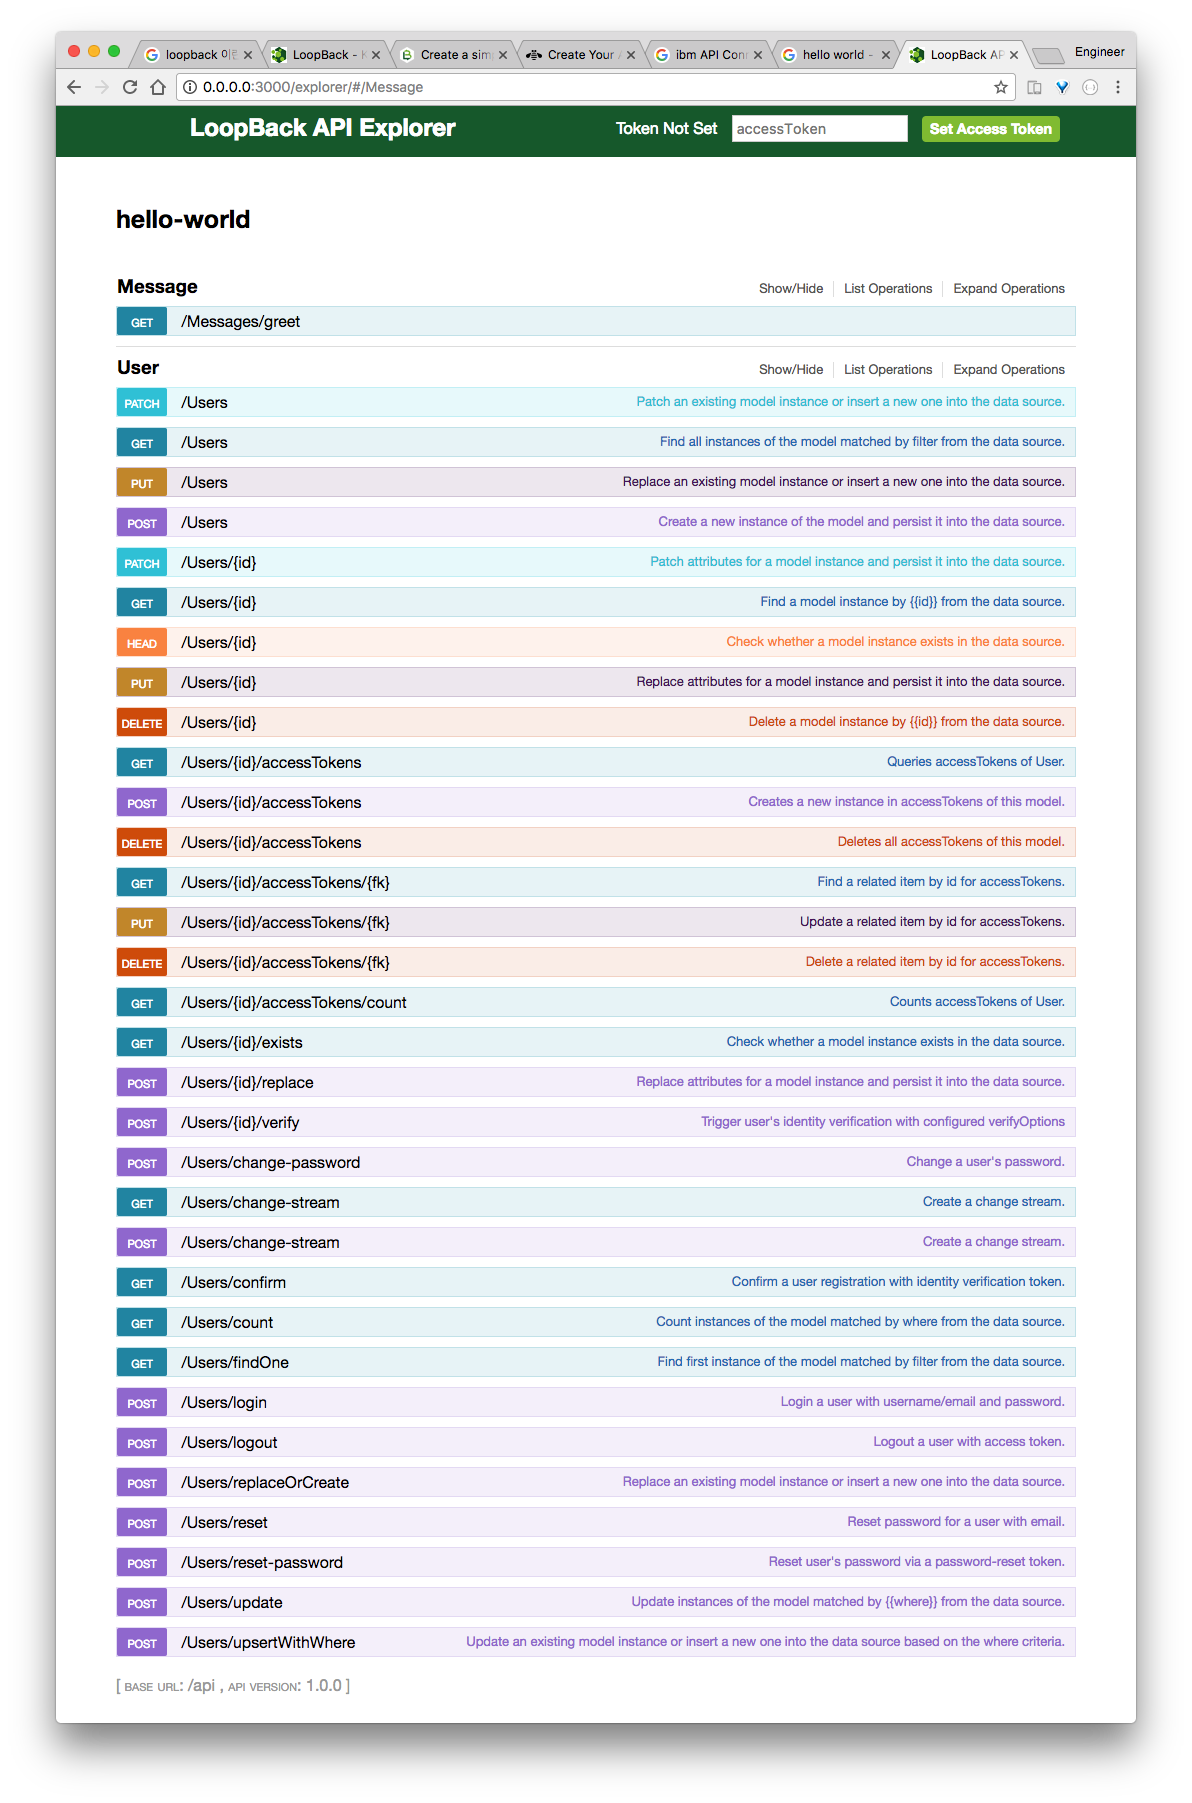 loopback 이란
LoopBack - K
Create a sim
Create Your A
ibm API Conn
hello world -
LoopBack AP
Engineer
0.0.0.0:3000/explorer/#/Message
LoopBack API Explorer Token Not Set accessToken Set Access Token
hello-world
Message Show/Hide List Operations Expand Operations
GET /Messages/greet
User Show/Hide List Operations Expand Operations
PATCH /Users Patch an existing model instance or insert a new one into the data source.
GET /Users Find all instances of the model matched by filter from the data source.
PUT /Users Replace an existing model instance or insert a new one into the data source.
POST /Users Create a new instance of the model and persist it into the data source.
PATCH /Users/{id} Patch attributes for a model instance and persist it into the data source.
GET /Users/{id} Find a model instance by {{id}} from the data source.
HEAD /Users/{id} Check whether a model instance exists in the data source.
PUT /Users/{id} Replace attributes for a model instance and persist it into the data source.
DELETE /Users/{id} Delete a model instance by {{id}} from the data source.
GET /Users/{id}/accessTokens Queries accessTokens of User.
POST /Users/{id}/accessTokens Creates a new instance in accessTokens of this model.
DELETE /Users/{id}/accessTokens Deletes all accessTokens of this model.
GET /Users/{id}/accessTokens/{fk} Find a related item by id for accessTokens.
PUT /Users/{id}/accessTokens/{fk} Update a related item by id for accessTokens.
DELETE /Users/{id}/accessTokens/{fk} Delete a related item by id for accessTokens.
GET /Users/{id}/accessTokens/count Counts accessTokens of User.
GET /Users/{id}/exists Check whether a model instance exists in the data source.
POST /Users/{id}/replace Replace attributes for a model instance and persist it into the data source.
POST /Users/{id}/verify Trigger user's identity verification with configured verifyOptions
POST /Users/change-password Change a user's password.
GET /Users/change-stream Create a change stream.
POST /Users/change-stream Create a change stream.
GET /Users/confirm Confirm a user registration with identity verification token.
GET /Users/count Count instances of the model matched by where from the data source.
GET /Users/findOne Find first instance of the model matched by filter from the data source.
POST /Users/login Login a user with username/email and password.
POST /Users/logout Logout a user with access token.
POST /Users/replaceOrCreate Replace an existing model instance or insert a new one into the data source.
POST /Users/reset Reset password for a user with email.
POST /Users/reset-password Reset user's password via a password-reset token.
POST /Users/update Update instances of the model matched by {{where}} from the data source.
POST /Users/upsertWithWhere Update an existing model instance or insert a new one into the data source based on the where criteria.
[ BASE URL: /api , API VERSION: 1.0.0 ]